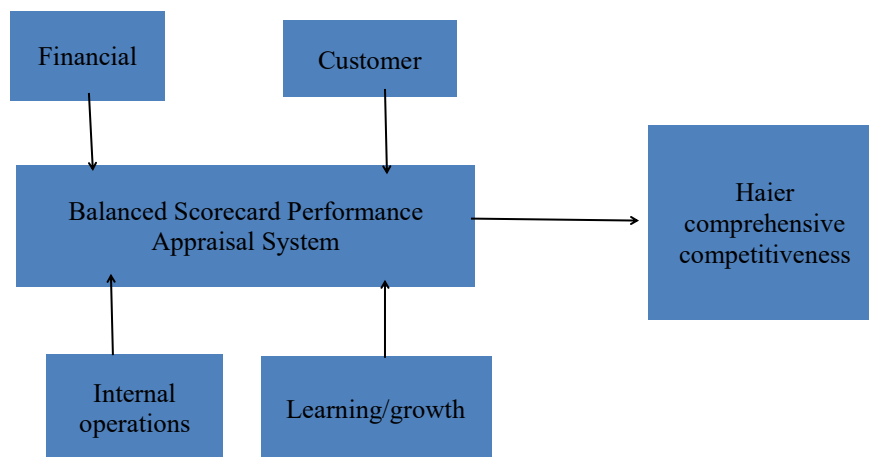 Financial
Customer
Balanced Scorecard Performance
Appraisal System
Haier
comprehensive
competitiveness
Internal
operations
Learning/growth